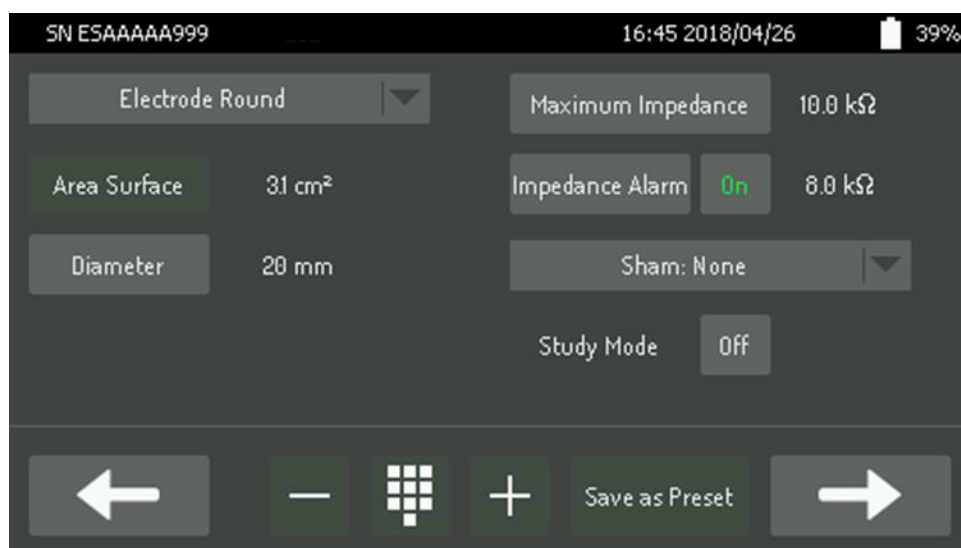 SN ESAAAAA999 16:45 2018/04/26 39%
Electrode Round
Maximum Impedance 10.0 kΩ
Area Surface 3.1 cm²
Impedance Alarm On 8.0 kΩ
Diameter 20 mm
Sham: None
Study Mode Off
Save as Preset